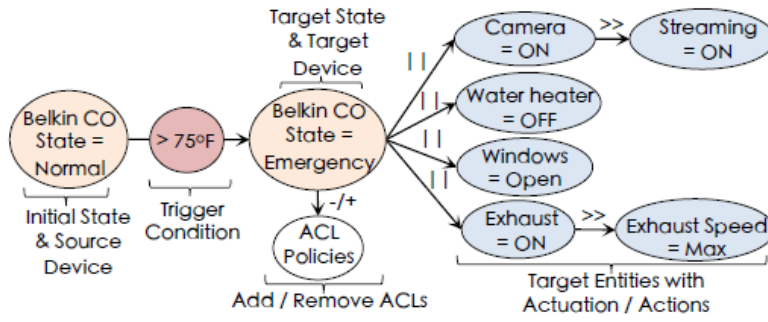 Target State
& Target
Device
Belkin CO
State =
Normal
> 75°F
Belkin CO
State =
Emergency
Initial State
& Source
Device
Trigger
Condition
-/+
ACL
Policies
Add / Remove ACLs
||
Camera
= ON
>>
Streaming
= ON
||
Water heater
= OFF
||
Windows
= Open
||
Exhaust
= ON
>>
Exhaust Speed
= Max
Target Entities with
Actuation / Actions